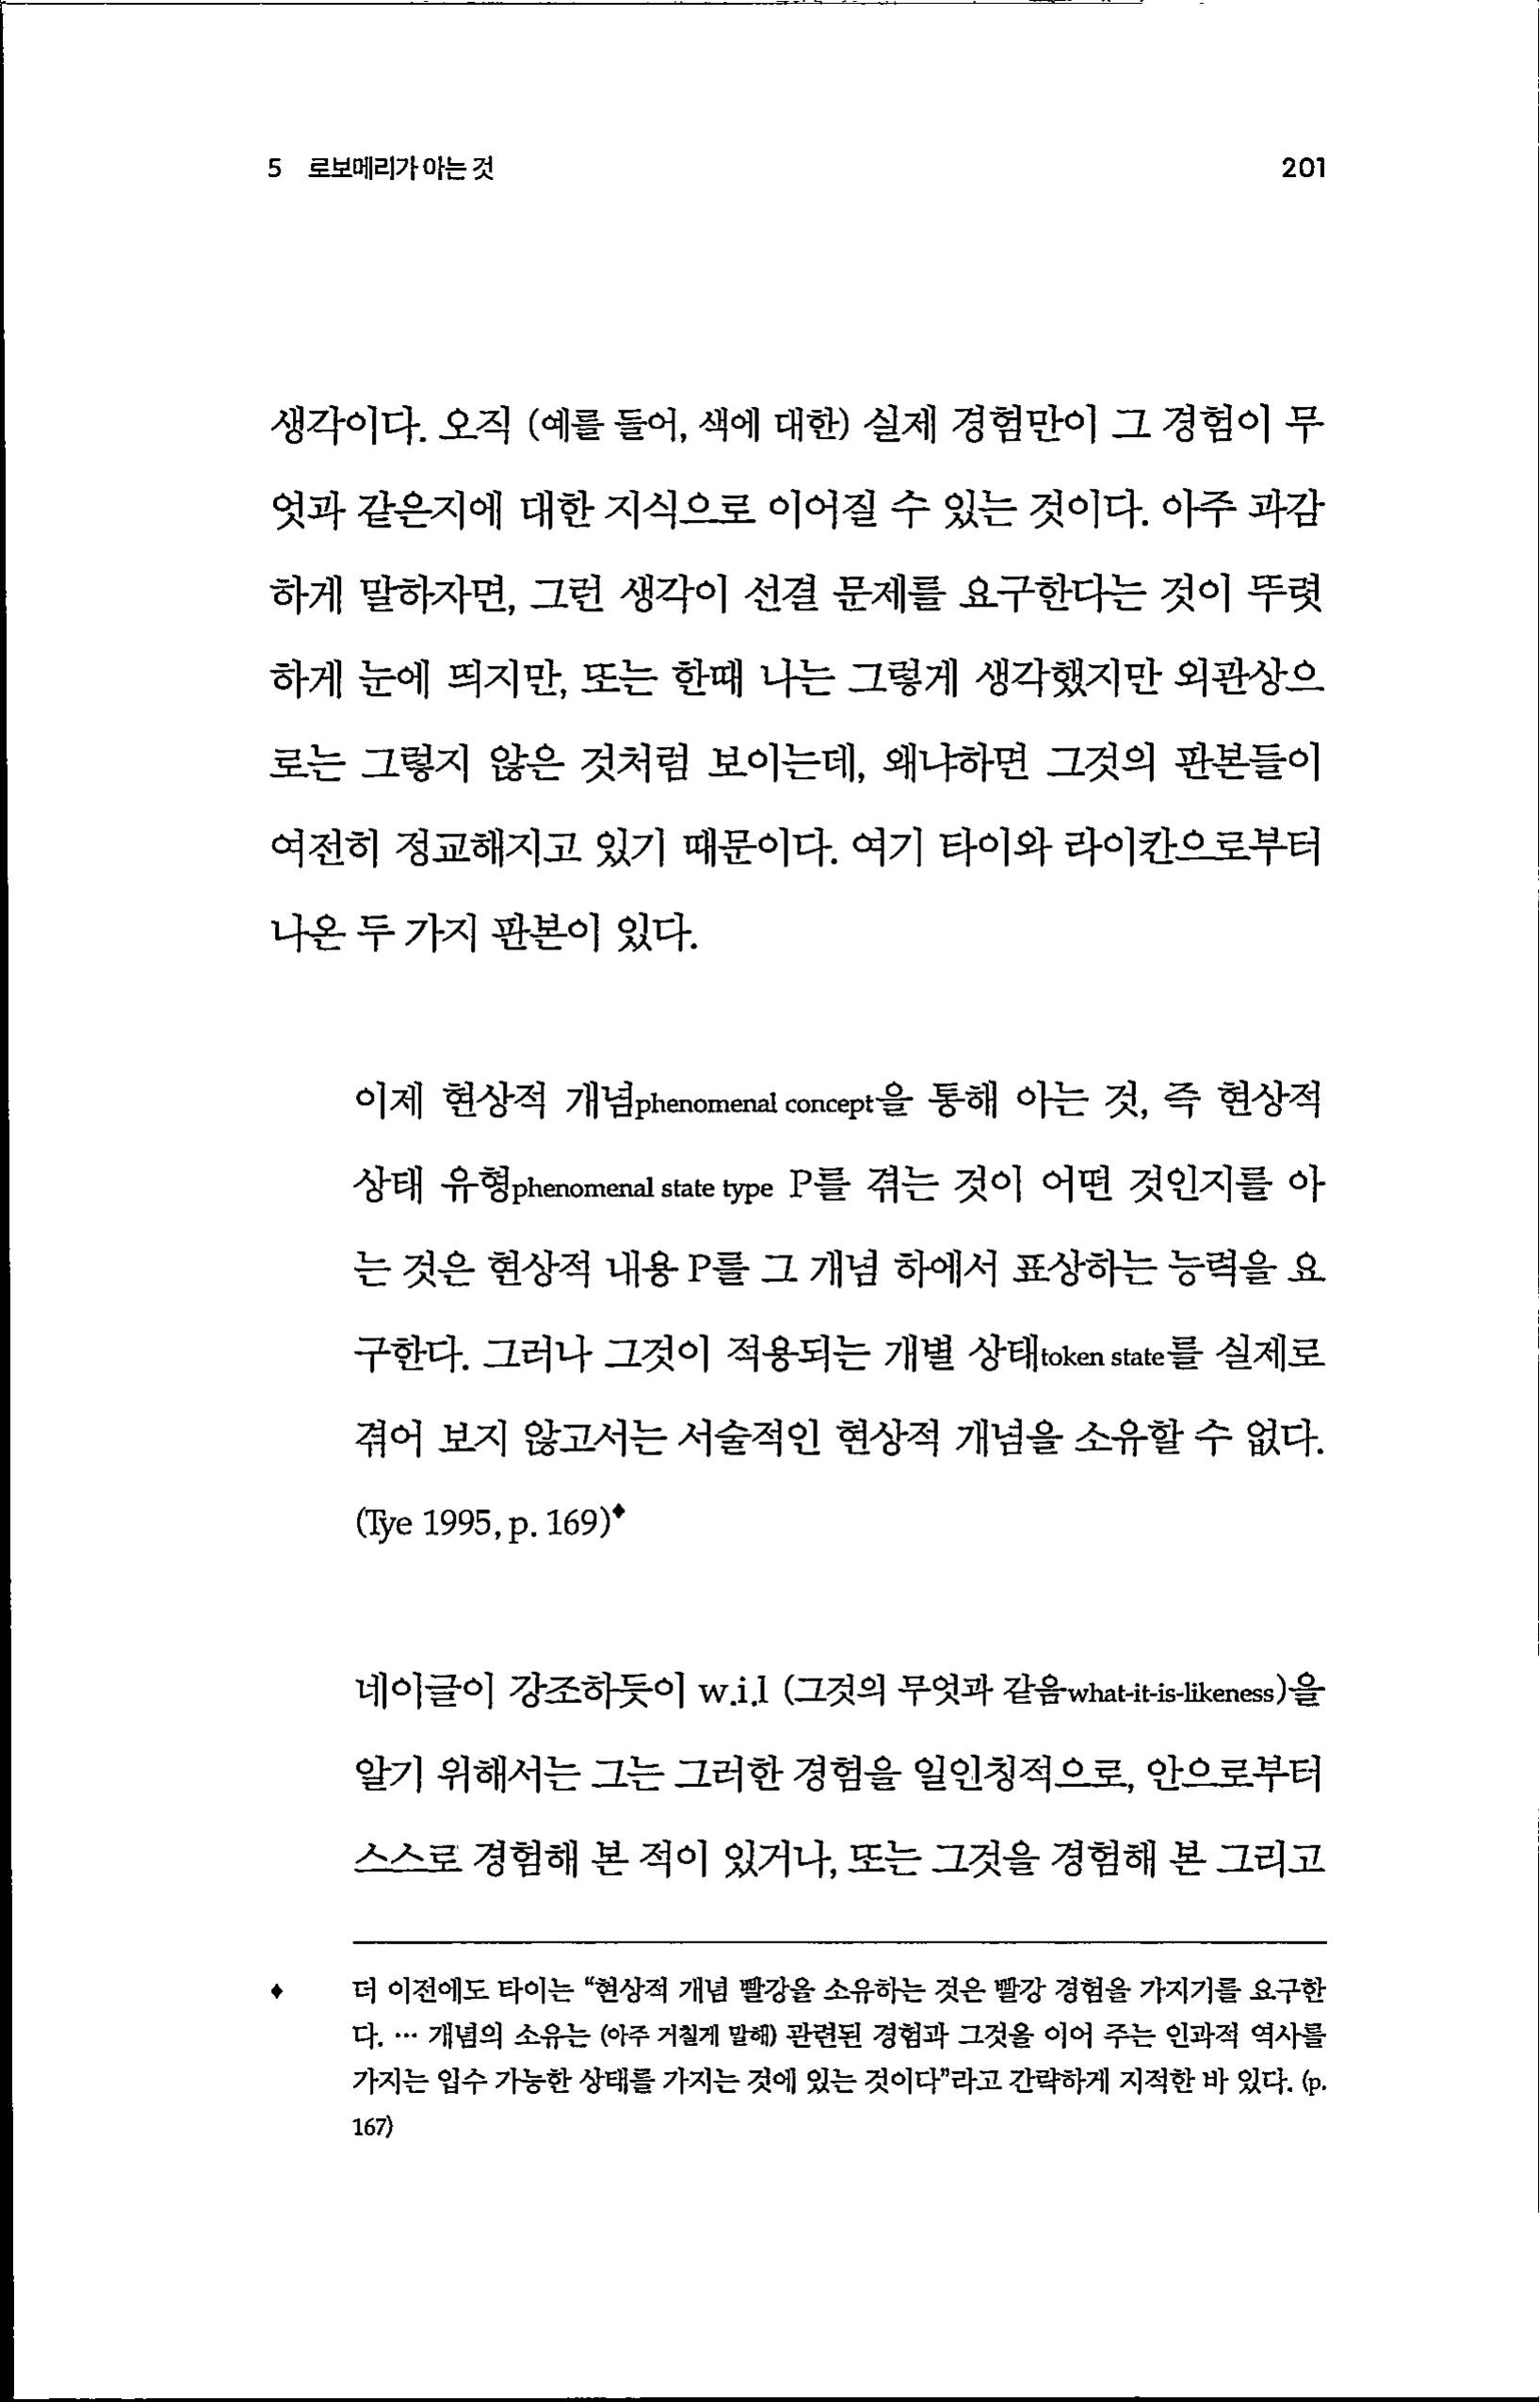 5 로보메리가 아는 것 201
생각이다. 오직 (예를 들어, 색에 대한) 실제 경험만이 그 경험이 무
엇과 같은지에 대한 지식으로 이어질 수 있는 것이다. 아주 과감
하게 말하자면, 그런 생각이 선결 문제를 요구한다는 것이 뚜렷
하게 눈에 띄지만, 또는 한때 나는 그렇게 생각했지만 외관상으
로는 그렇지 않은 것처럼 보이는데, 왜냐하면 그것의 판본들이
여전히 정교해지고 있기 때문이다. 여기 타이와 라이칸으로부터
나온 두 가지 판본이 있다.
이제 현상적 개념phenomenal concept을 통해 아는 것, 즉 현상적
상태 유형phenomenal state type P를 겪는 것이 어떤 것인지를 아
는 것은 현상적 내용 P를 그 개념 하에서 표상하는 능력을 요
구한다. 그러나 그것이 적용되는 개별 상태token state를 실제로
겪어 보지 않고서는 서술적인 현상적 개념을 소유할 수 없다.
(Tye 1995, p. 169)♦
네이글이 강조하듯이 w.i.l (그것의 무엇과 같음what-it-is-likeness)을
알기 위해서는 그는 그러한 경험을 일인칭적으로, 안으로부터
스스로 경험해 본 적이 있거나, 또는 그것을 경험해 본 그리고
♦ 더 이전에도 타이는 “현상적 개념 빨강을 소유하는 것은 빨강 경험을 가지기를 요구한
다. … 개념의 소유는 (아주 거칠게 말해) 관련된 경험과 그것을 이어 주는 인과적 역사를
가지는 입수 가능한 상태를 가지는 것에 있는 것이다”라고 간략하게 지적한 바 있다. (p.
167)